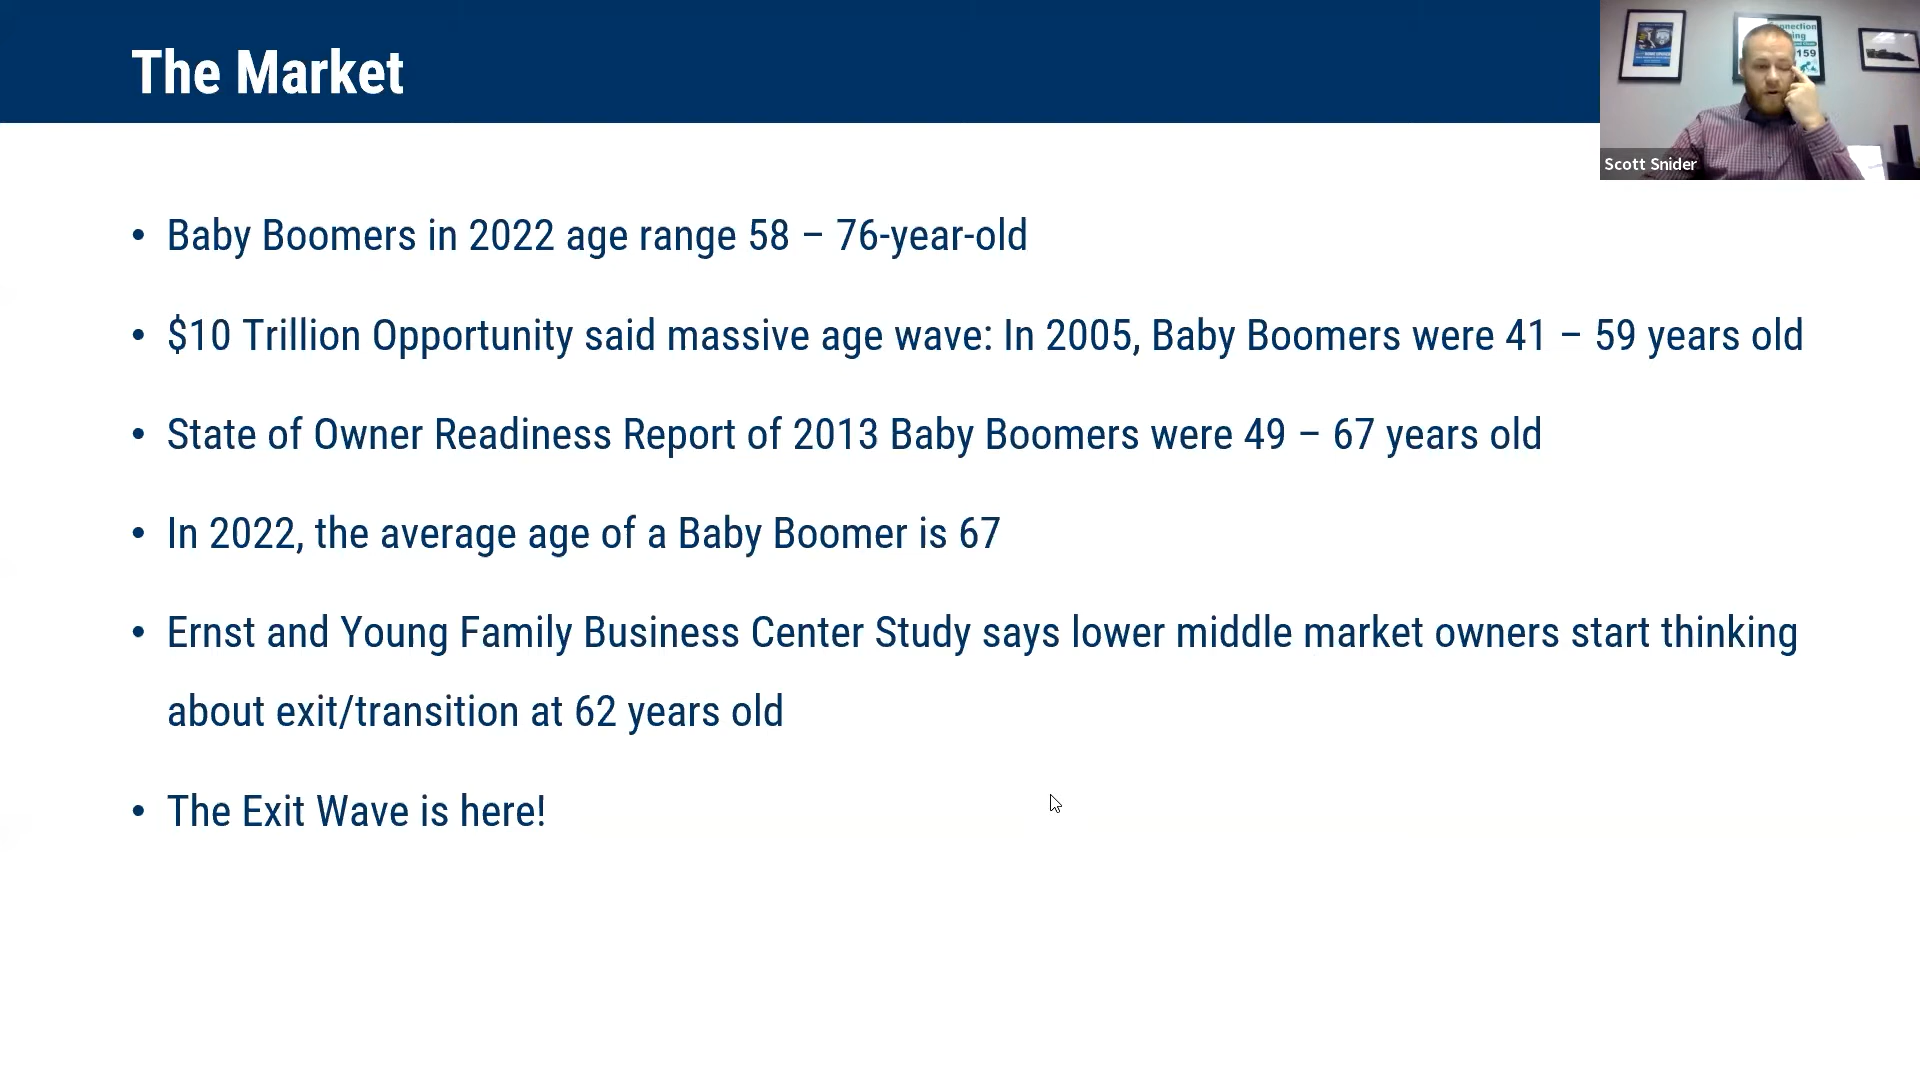 The Market
nnection
ing
159
Scott Snider
• Baby Boomers in 2022 age range 58 – 76-year-old
• $10 Trillion Opportunity said massive age wave: In 2005, Baby Boomers were 41 – 59 years old
• State of Owner Readiness Report of 2013 Baby Boomers were 49 – 67 years old
• In 2022, the average age of a Baby Boomer is 67
• Ernst and Young Family Business Center Study says lower middle market owners start thinking
about exit/transition at 62 years old
• The Exit Wave is here!